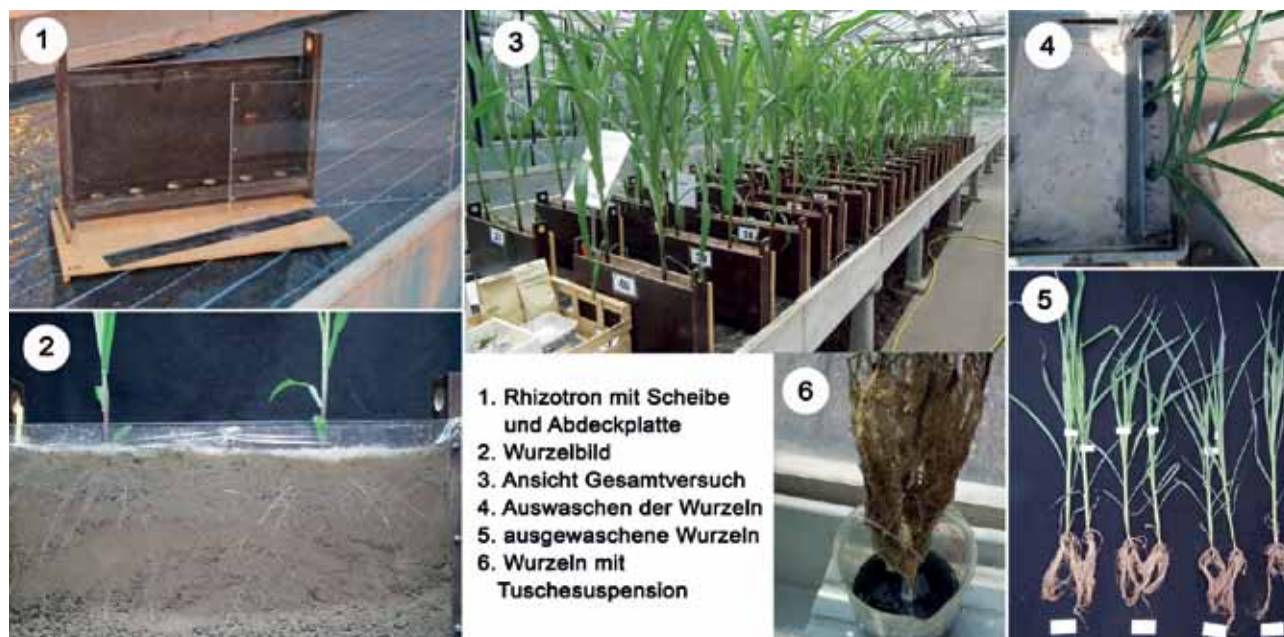 1
2
3
4
5
6
1. Rhizotron mit Scheibe
und Abdeckplatte
2. Wurzelbild
3. Ansicht Gesamtversuch
4. Auswaschen der Wurzeln
5. ausgewaschene Wurzeln
6. Wurzeln mit
Tuschesuspension